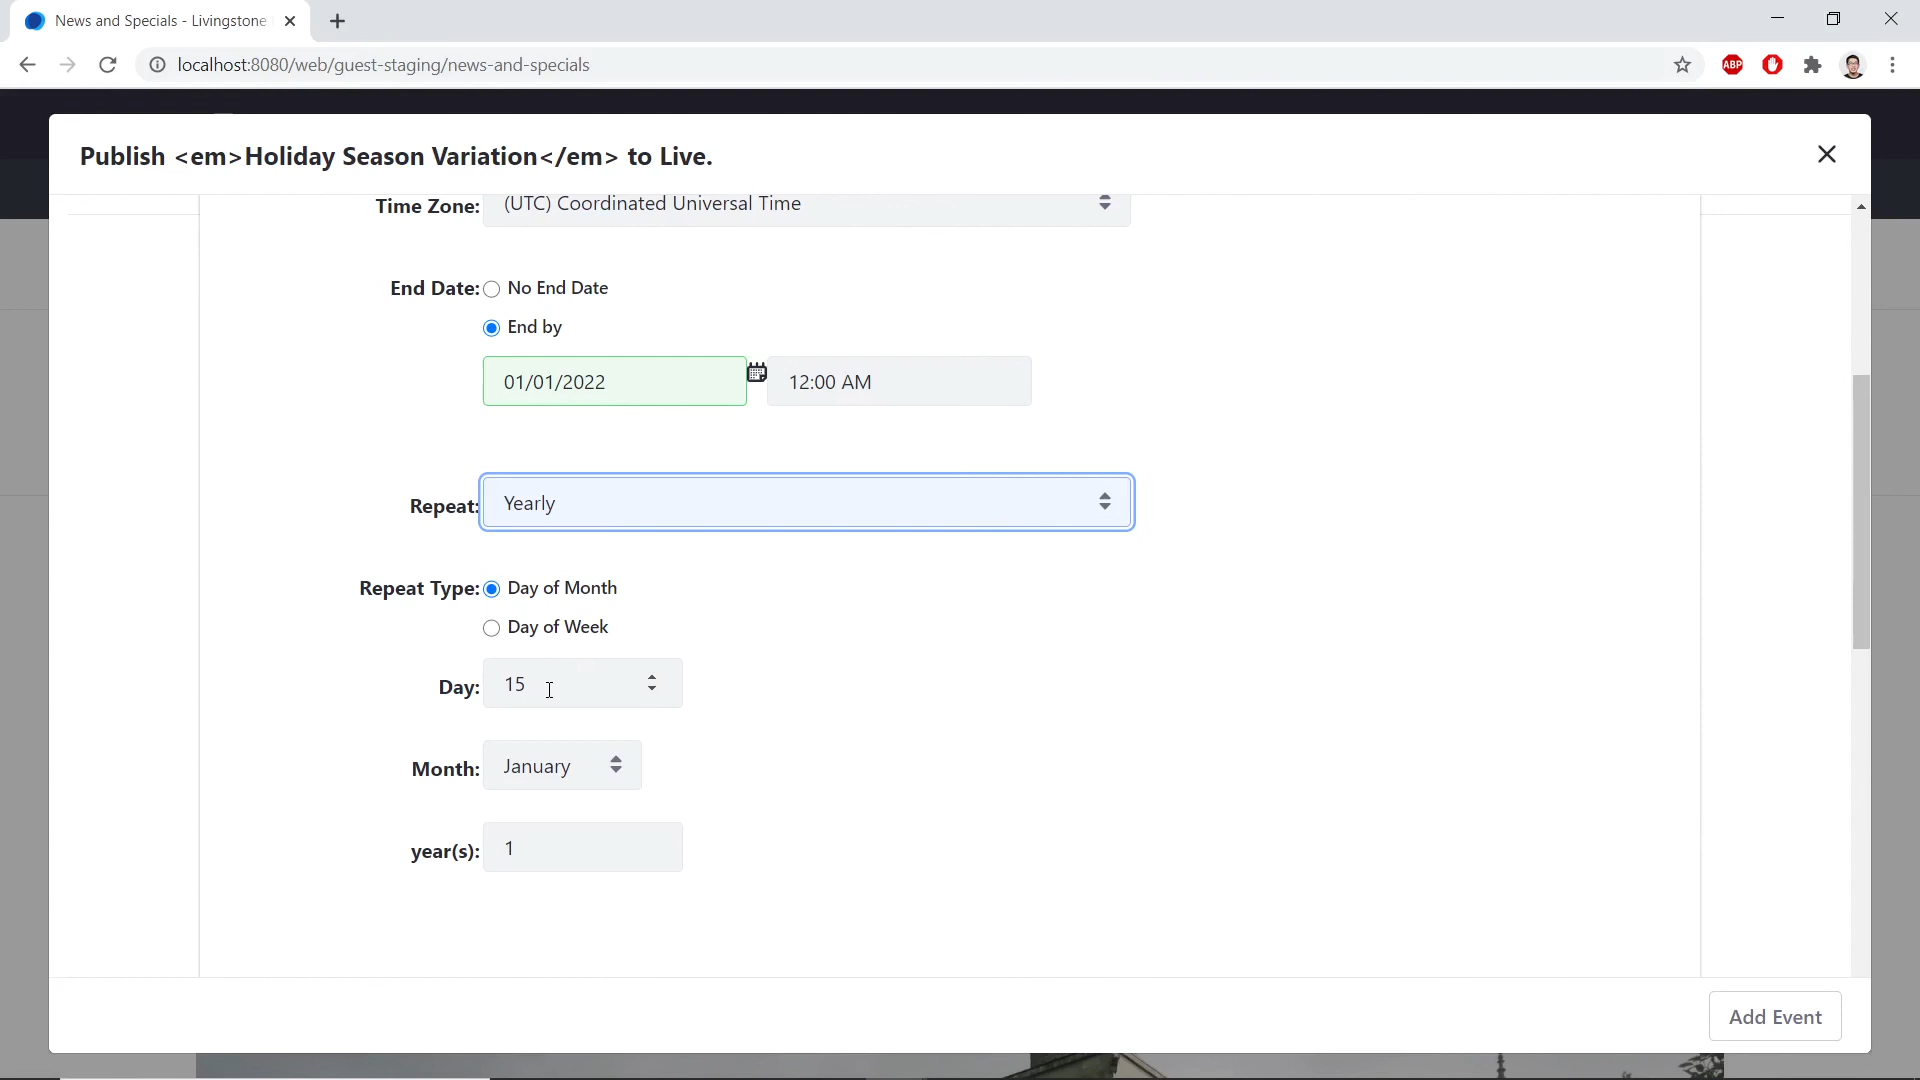 News and Specials - Livingstone
localhost:8080/web/guest-staging/news-and-specials
ABP
Publish <em>Holiday Season Variation</em> to Live.
Time Zone: (UTC) Coordinated Universal Time
End Date: No End Date
End by
01/01/2022 12:00 AM
Repeat: Yearly
Repeat Type: Day of Month
Day of Week
Day: 15
Month: January
year(s): 1
Add Event